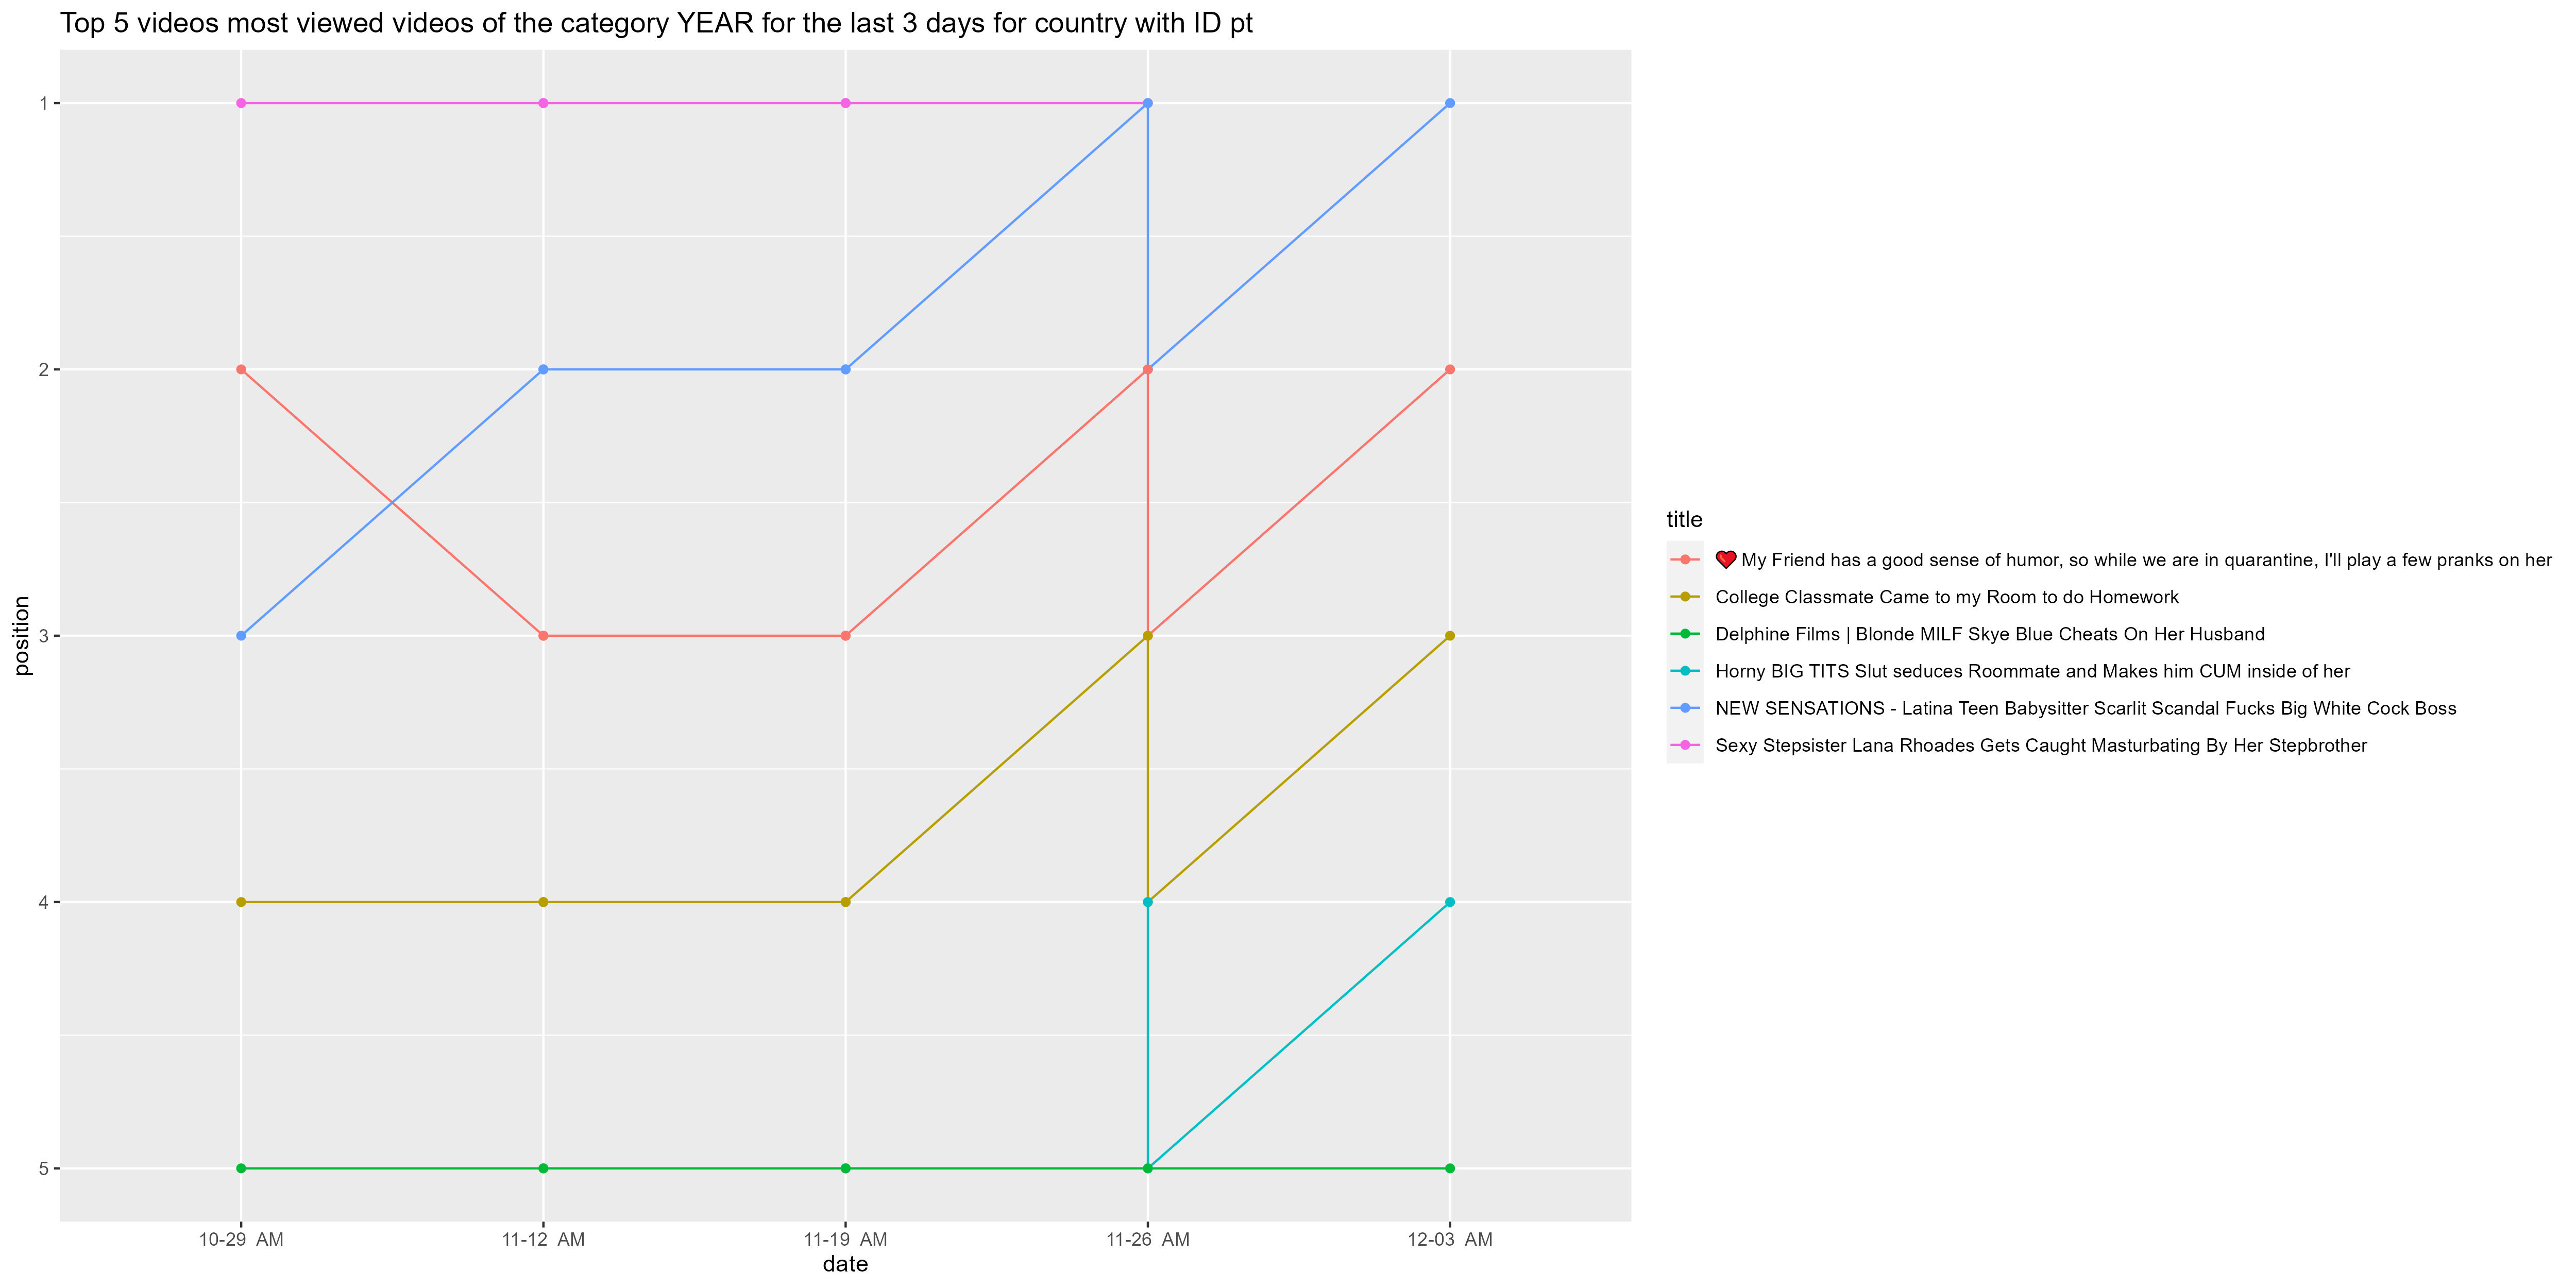 Top 5 videos most viewed videos of the category YEAR for the last 3 days for country with ID pt
position
1
2
3
4
5
10-29 AM
11-12 AM
11-19 AM
11-26 AM
12-03 AM
date
title
❤️ My Friend has a good sense of humor, so while we are in quarantine, I'll play a few pranks on her
College Classmate Came to my Room to do Homework
Delphine Films | Blonde MILF Skye Blue Cheats On Her Husband
Horny BIG TITS Slut seduces Roommate and Makes him CUM inside of her
NEW SENSATIONS - Latina Teen Babysitter Scarlit Scandal Fucks Big White Cock Boss
Sexy Stepsister Lana Rhoades Gets Caught Masturbating By Her Stepbrother